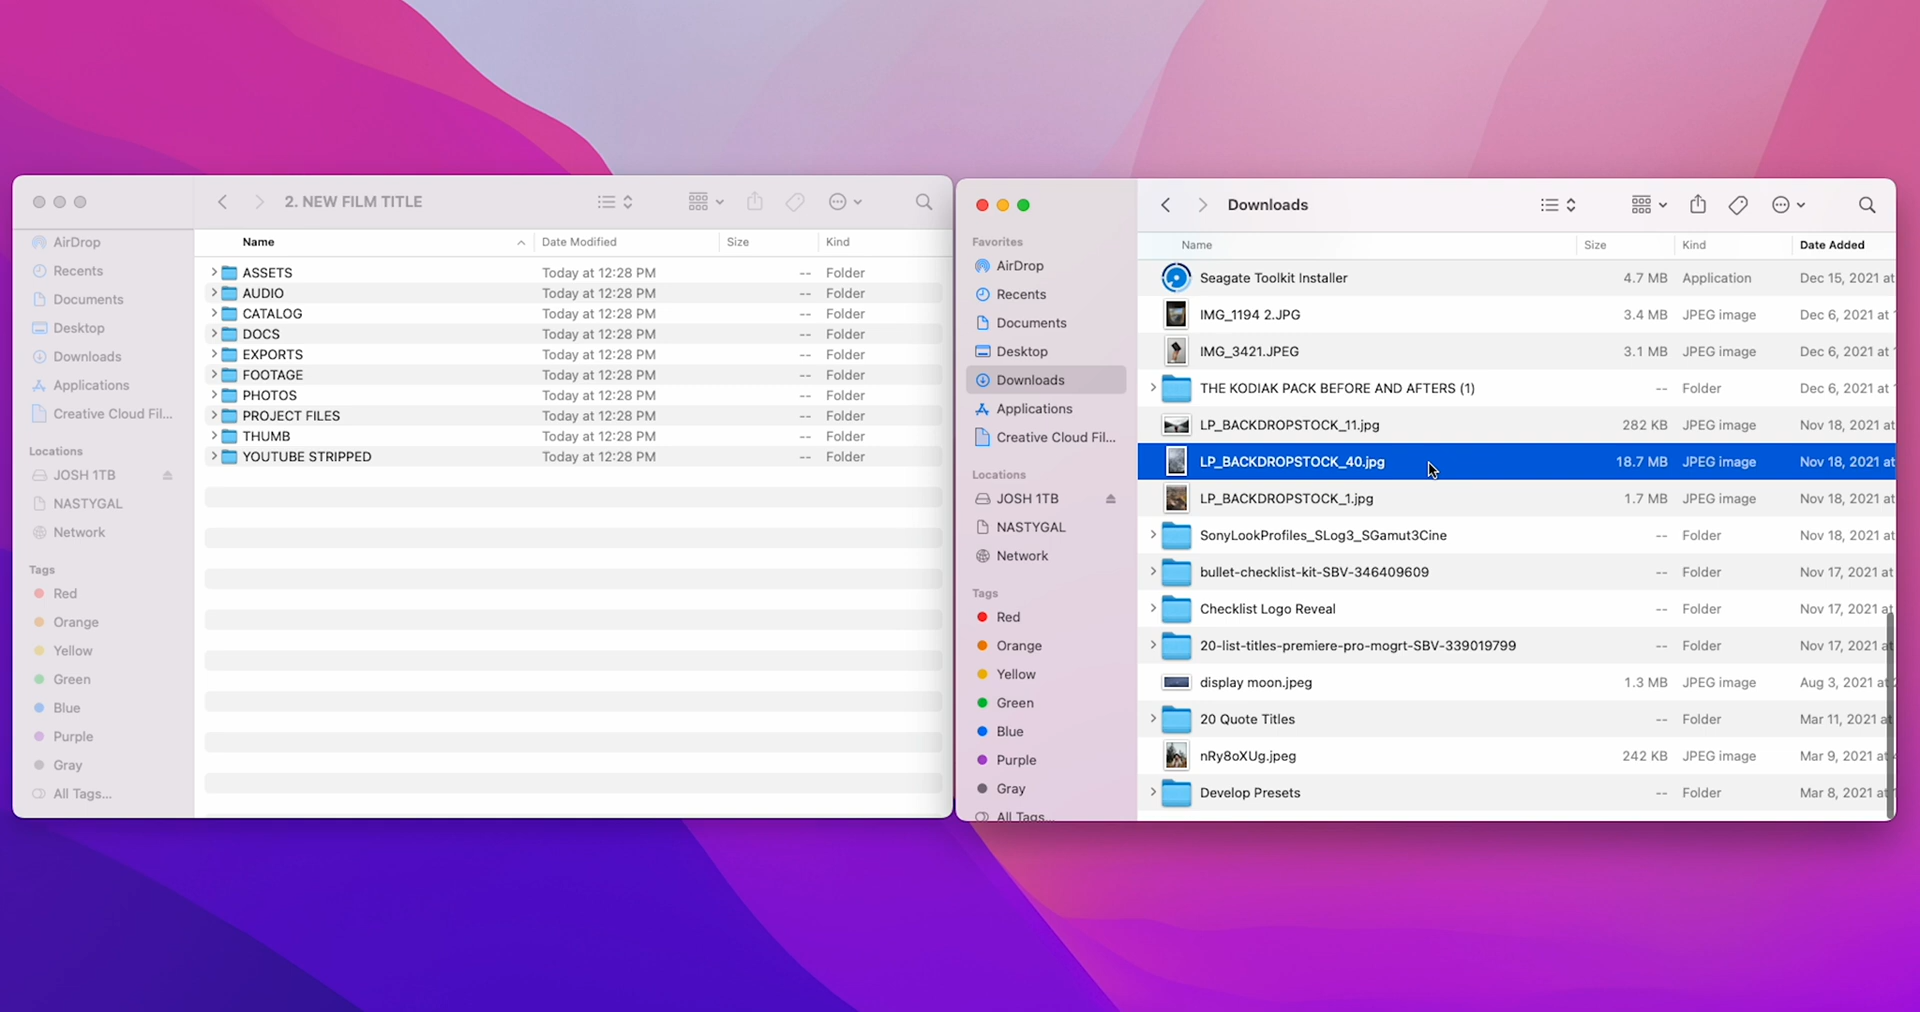 2. NEW FILM TITLE
AirDrop
Recents
Documents
Desktop
Downloads
Applications
Creative Cloud Fil...
Locations
JOSH 1TB
NASTYGAL
Network
Tags
Red
Orange
Yellow
Green
Blue
Purple
Gray
All Tags...
Name Date Modified Size Kind
ASSETS Today at 12:28 PM -- Folder
AUDIO Today at 12:28 PM -- Folder
CATALOG Today at 12:28 PM -- Folder
DOCS Today at 12:28 PM -- Folder
EXPORTS Today at 12:28 PM -- Folder
FOOTAGE Today at 12:28 PM -- Folder
PHOTOS Today at 12:28 PM -- Folder
PROJECT FILES Today at 12:28 PM -- Folder
THUMB Today at 12:28 PM -- Folder
YOUTUBE STRIPPED Today at 12:28 PM -- Folder
Downloads
Favorites
AirDrop
Recents
Documents
Desktop
Downloads
Applications
Creative Cloud Fil...
Locations
JOSH 1TB
NASTYGAL
Network
Tags
Red
Orange
Yellow
Green
Blue
Purple
Gray
All Tags...
Name Size Kind Date Added
Seagate Toolkit Installer 4.7 MB Application Dec 15, 2021 at
IMG_1194 2.JPG 3.4 MB JPEG image Dec 6, 2021 at
IMG_3421.JPEG 3.1 MB JPEG image Dec 6, 2021 at
THE KODIAK PACK BEFORE AND AFTERS (1) -- Folder Dec 6, 2021 at
LP_BACKDROPSTOCK_11.jpg 282 KB JPEG image Nov 18, 2021 at
LP_BACKDROPSTOCK_40.jpg 18.7 MB JPEG image Nov 18, 2021 at
LP_BACKDROPSTOCK_1.jpg 1.7 MB JPEG image Nov 18, 2021 at
SonyLookProfiles_SLog3_SGamut3Cine -- Folder Nov 18, 2021 at
bullet-checklist-kit-SBV-346409609 -- Folder Nov 17, 2021 at
Checklist Logo Reveal -- Folder Nov 17, 2021 at
20-list-titles-premiere-pro-mogrt-SBV-339019799 -- Folder Nov 17, 2021 at
display moon.jpeg 1.3 MB JPEG image Aug 3, 2021 at
20 Quote Titles -- Folder Mar 11, 2021 at
nRy8oXUg.jpeg 242 KB JPEG image Mar 9, 2021 at
Develop Presets -- Folder Mar 8, 2021 at